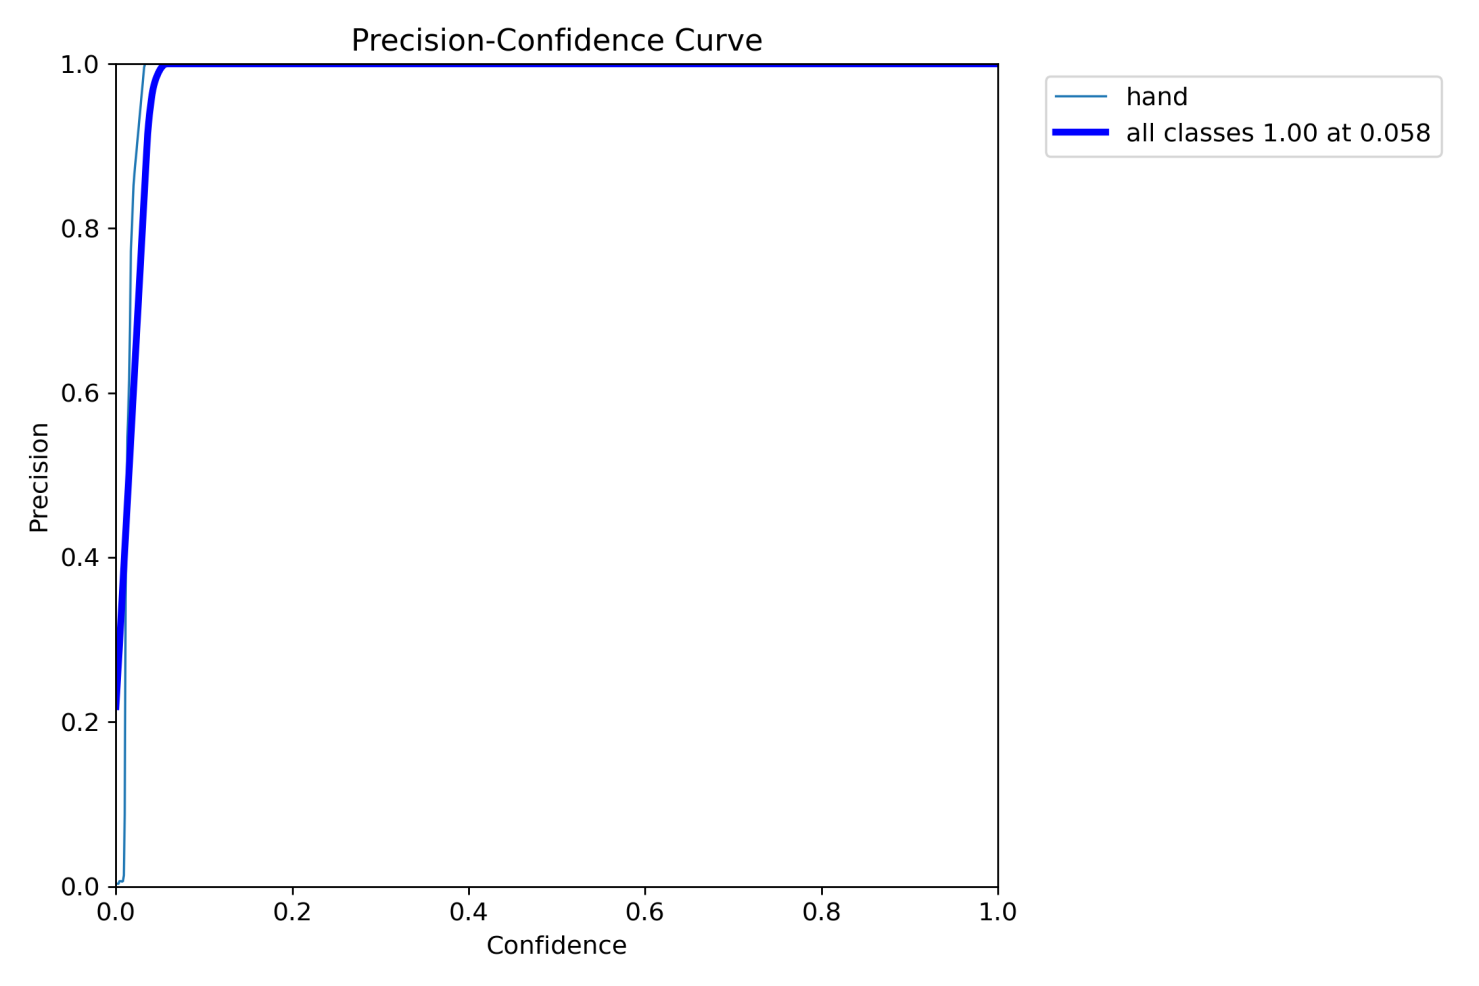 Precision-Confidence Curve
hand
all classes 1.00 at 0.058
Precision
1.0
0.8
0.6
0.4
0.2
0.0
0.0 0.2 0.4 0.6 0.8 1.0
Confidence